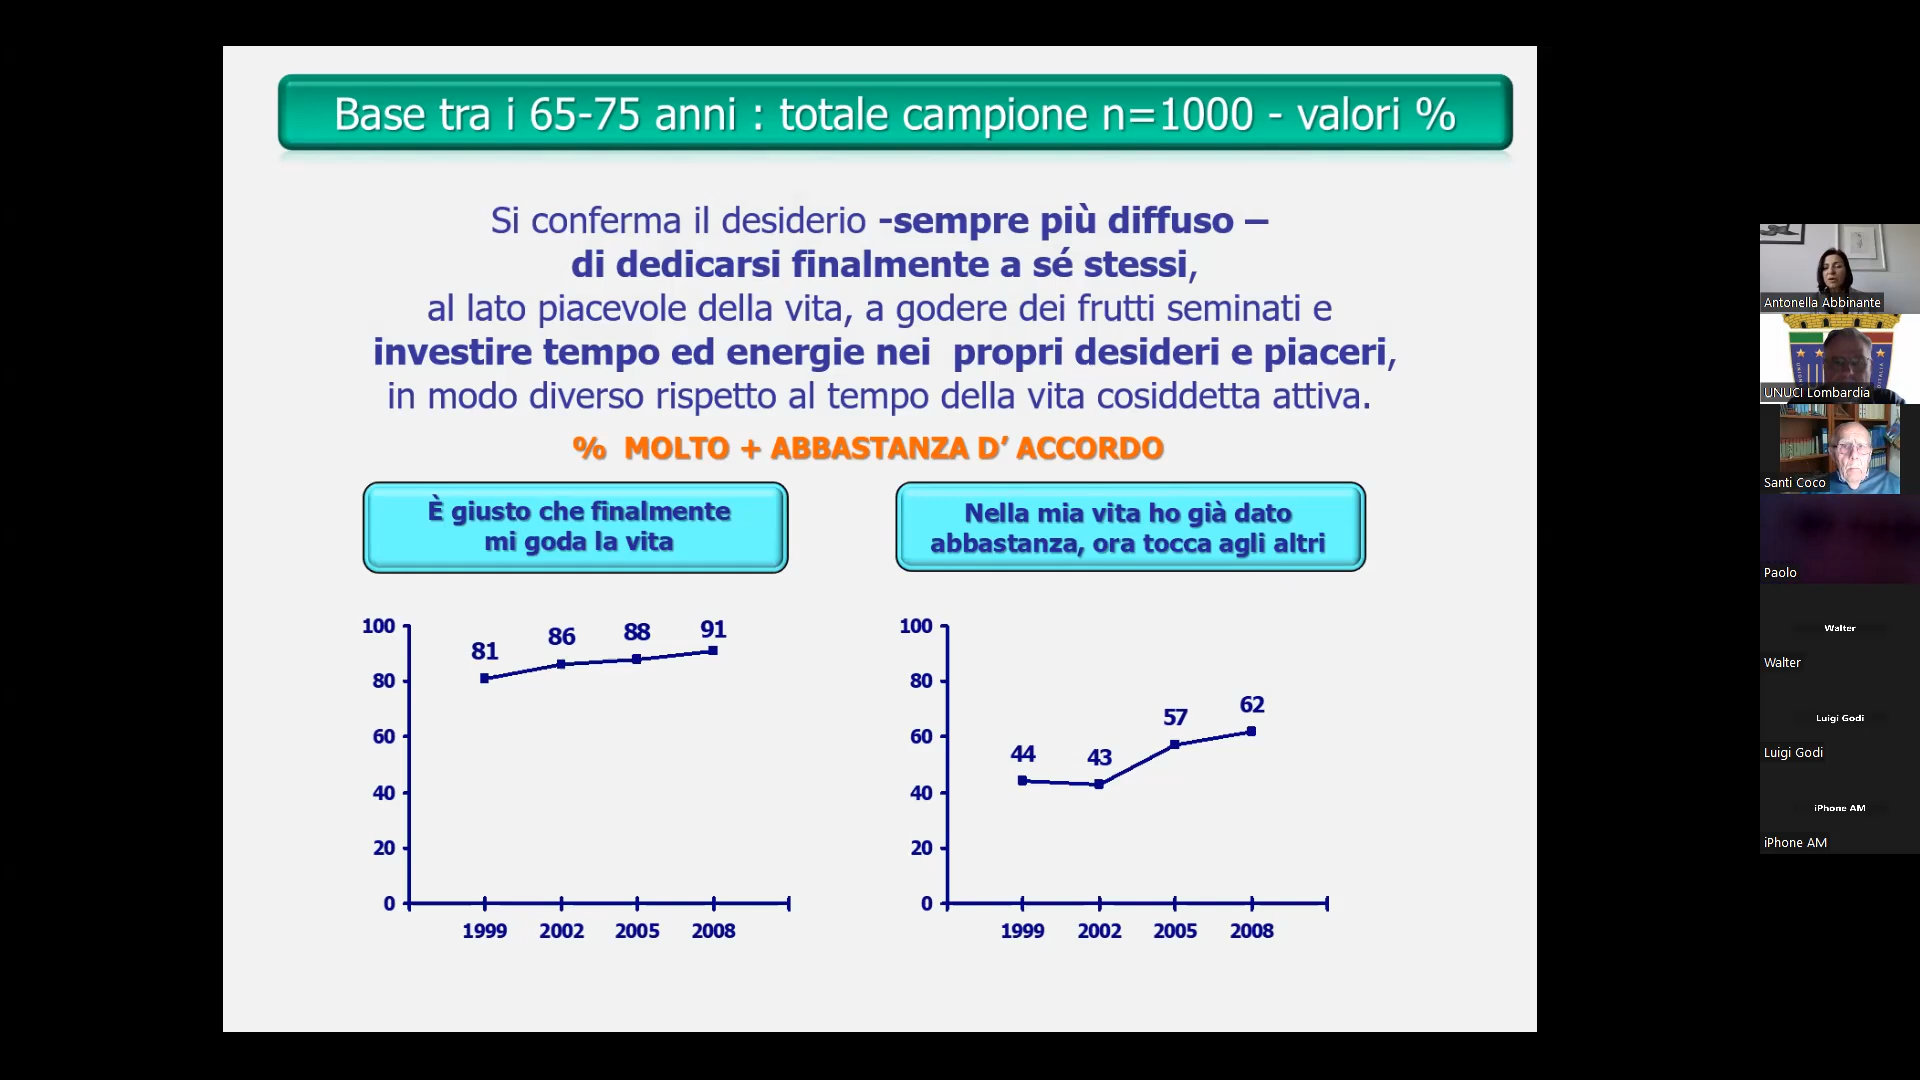 Base tra i 65-75 anni : totale campione n=1000 - valori %
Si conferma il desiderio -sempre più diffuso –
di dedicarsi finalmente a sé stessi,
al lato piacevole della vita, a godere dei frutti seminati e
investire tempo ed energie nei propri desideri e piaceri,
in modo diverso rispetto al tempo della vita cosiddetta attiva.
% MOLTO + ABBASTANZA D’ ACCORDO
È giusto che finalmente
mi goda la vita
100
80
60
40
20
0
81
86
88
91
1999 2002 2005 2008
Nella mia vita ho già dato
abbastanza, ora tocca agli altri
100
80
60
40
20
0
44
43
57
62
1999 2002 2005 2008
Antonella Abbinante
UNUCI Lombardia
Santi Coco
Paolo
Walter
Walter
Luigi Godi
Luigi Godi
iPhone AM
iPhone AM